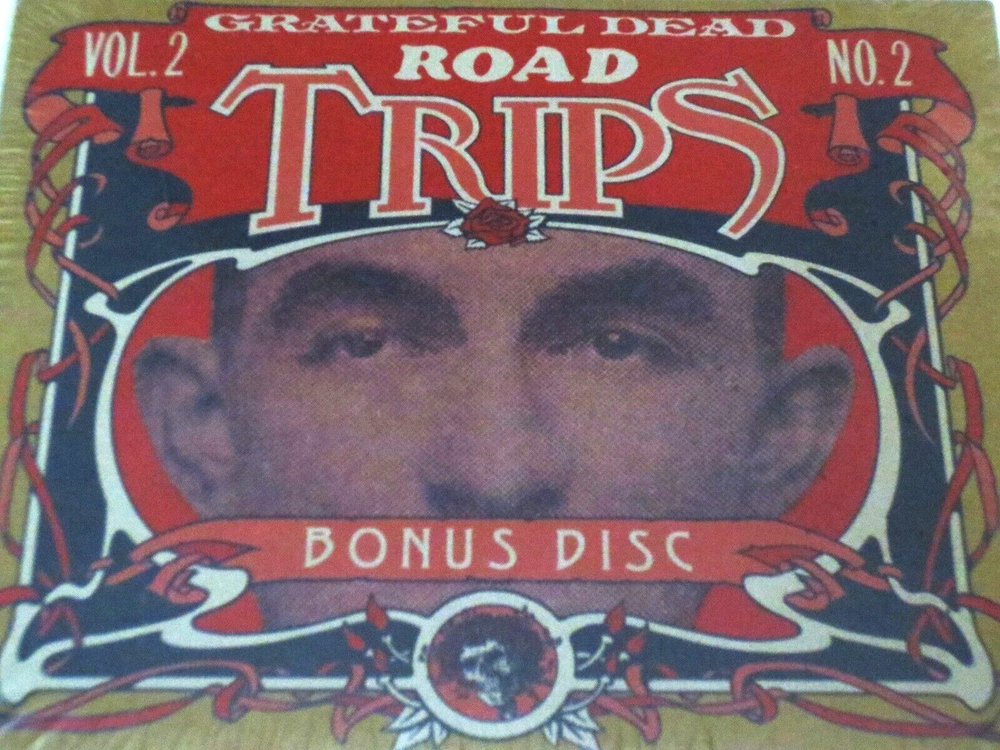 GRATEFUL DEAD
VOL. 2
ROAD
NO. 2
TRIPS
BONUS DISC